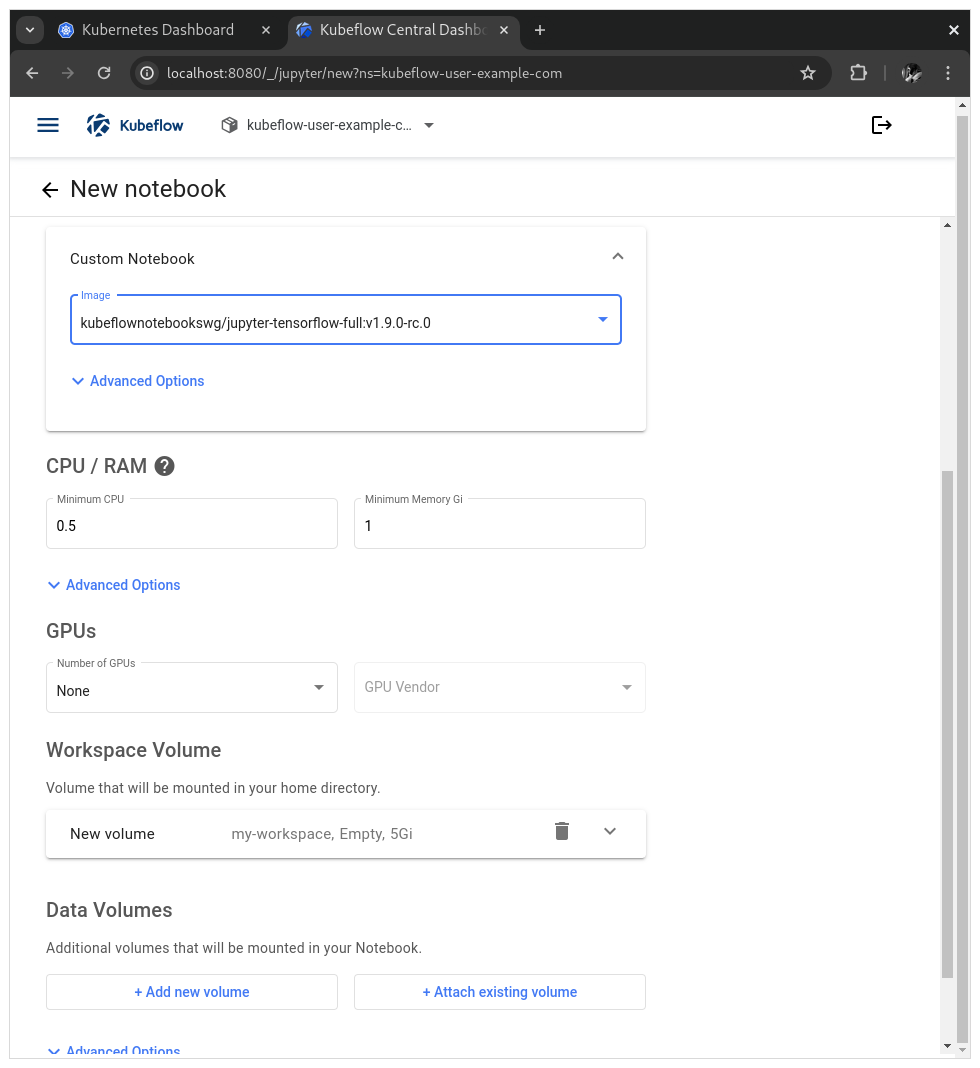 Kubernetes Dashboard
Kubeflow Central Dashbo
localhost:8080/_/jupyter/new?ns=kubeflow-user-example-com
Kubeflow
kubeflow-user-example-c...
New notebook
Custom Notebook
Image
kubeflownotebookswg/jupyter-tensorflow-full:v1.9.0-rc.0
Advanced Options
CPU / RAM
Minimum CPU
Minimum Memory Gi
0.5
1
Advanced Options
GPUs
Number of GPUs
None
GPU Vendor
Workspace Volume
Volume that will be mounted in your home directory.
New volume
my-workspace, Empty, 5Gi
Data Volumes
Additional volumes that will be mounted in your Notebook.
+ Add new volume
+ Attach existing volume
Advanced Options